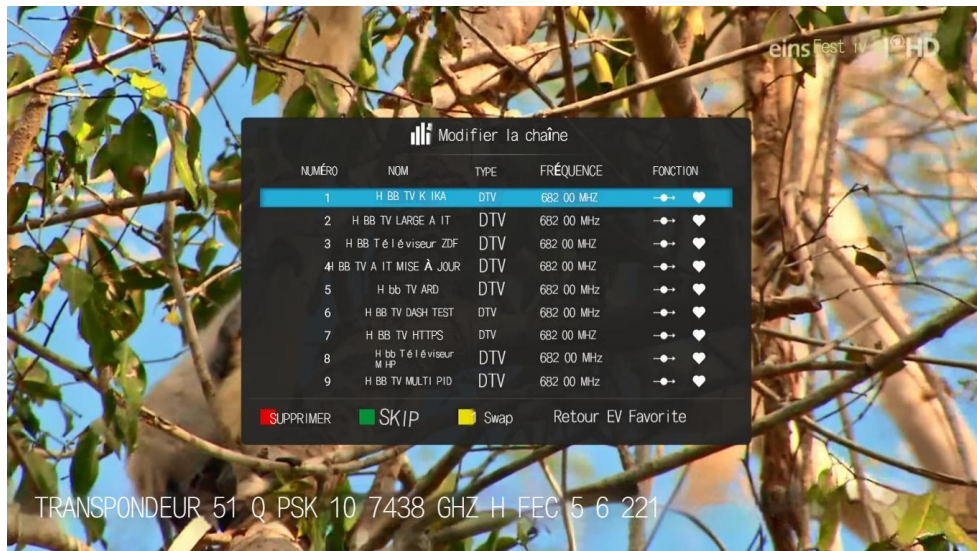 eins Fest iv
HD
Modifier la chaîne
NUMÉRO NOM TYPE FRÉQUENCE FONCTION
1 H BB TV K IKA DTV 682 00 MHZ
2 H BB TV LARGE A IT DTV 682 00 MHz
3 H BB Téléviseur ZDF DTV 682 00 MHZ
4H BB TV A IT MISE À JOUR DTV 682 00 MHZ
5 H bb TV ARD DTV 682 00 MHz
6 H BB TV DASH TEST DTV 682 00 MHz
7 H BB TV HTTPS DTV 682 00 MHZ
8 H bb Téléviseur M HP DTV 682 00 MHz
9 H BB TV MULTI PID DTV 682 00 MHz
SUPPRIMER SKIP Swap Retour EV Favorite
TRANSPONDEUR 51 Q PSK 10 7438 GHZ H FEC 5 6 221